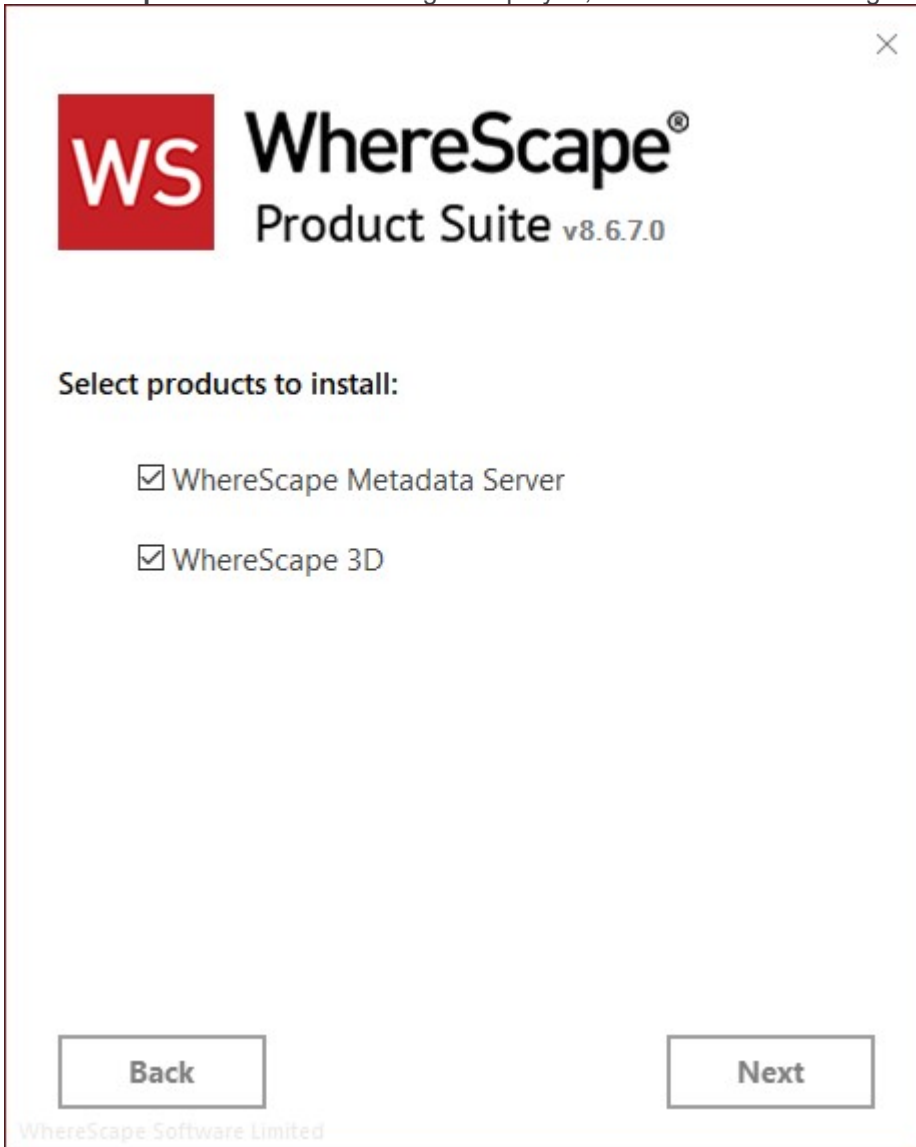 WS
WhereScape®
Product Suite v8.6.7.0
Select products to install:
WhereScape Metadata Server
WhereScape 3D
Back
Next
WhereScape Software Limited